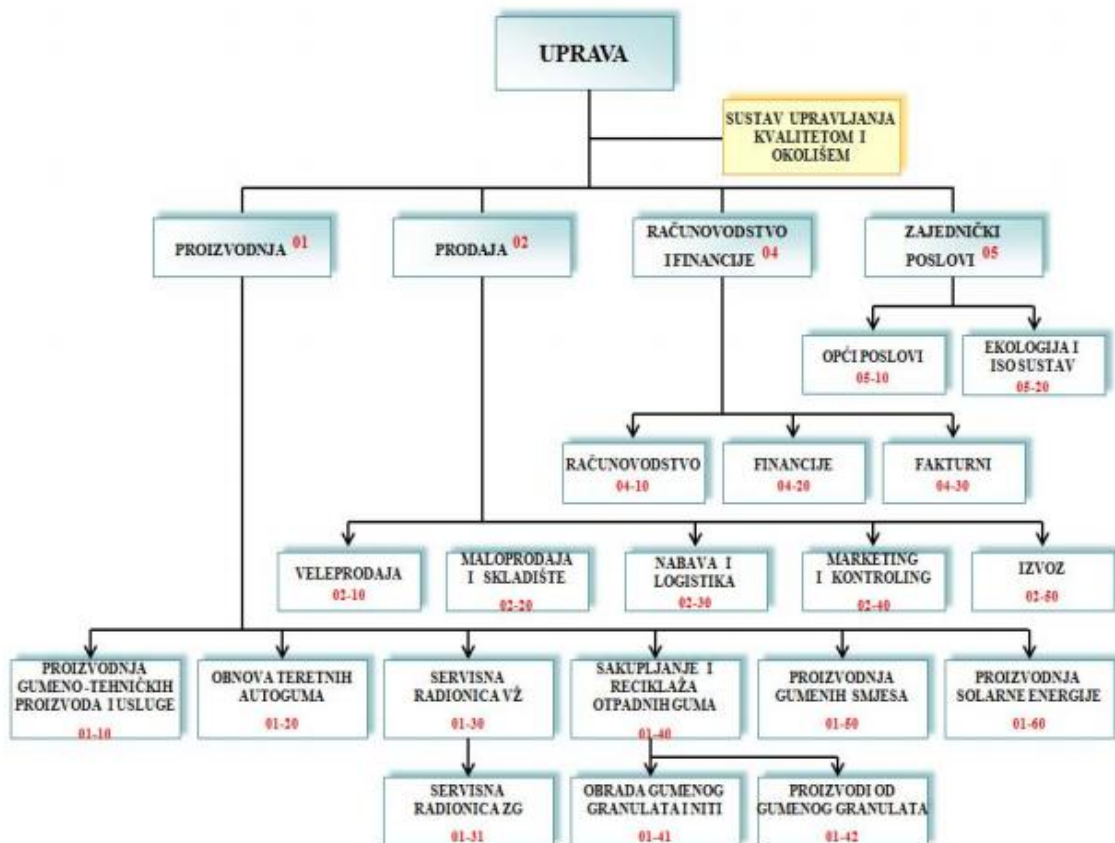 UPRAVA
SUSTAV UPRAVLJANJA
KVALITETOM I
OKOLIŠEM
PROIZVODNJA 01
PRODAJA 02
RAČUNOVODSTVO
I FINANCIJE 04
ZAJEDNIČKI
POSLOVI 05
OPĆI POSLOVI
05-10
EKOLOGIJA I
ISO SUSTAV
05-20
RAČUNOVODSTVO
04-10
FINANCIJE
04-20
FAKTURNI
04-30
VELEPRODAJA
02-10
MALOPRODAJA
I SKLADIŠTE
02-20
NABAVA I
LOGISTIKA
02-30
MARKETING
I KONTROLING
02-40
IZVOZ
02-50
PROIZVODNJA
GUMENO-TEHNIČKIH
PROIZVODA I USLUGE
01-10
OBNOVA TERETNIH
AUTOGUMA
01-20
SERVISNA
RADIONICA VŽ
01-30
SAKUPLJANJE I
RECIKLAŽA
OTPADNIH GUMA
01-40
PROIZVODNJA
GUMENIH SMJESA
01-50
PROIZVODNJA
SOLARNE ENERGIJE
01-60
SERVISNA
RADIONICA ZG
01-31
OBRADA GUMENOG
GRANULATA I NITI
01-41
PROIZVODI OD
GUMENOG GRANULATA
01-42